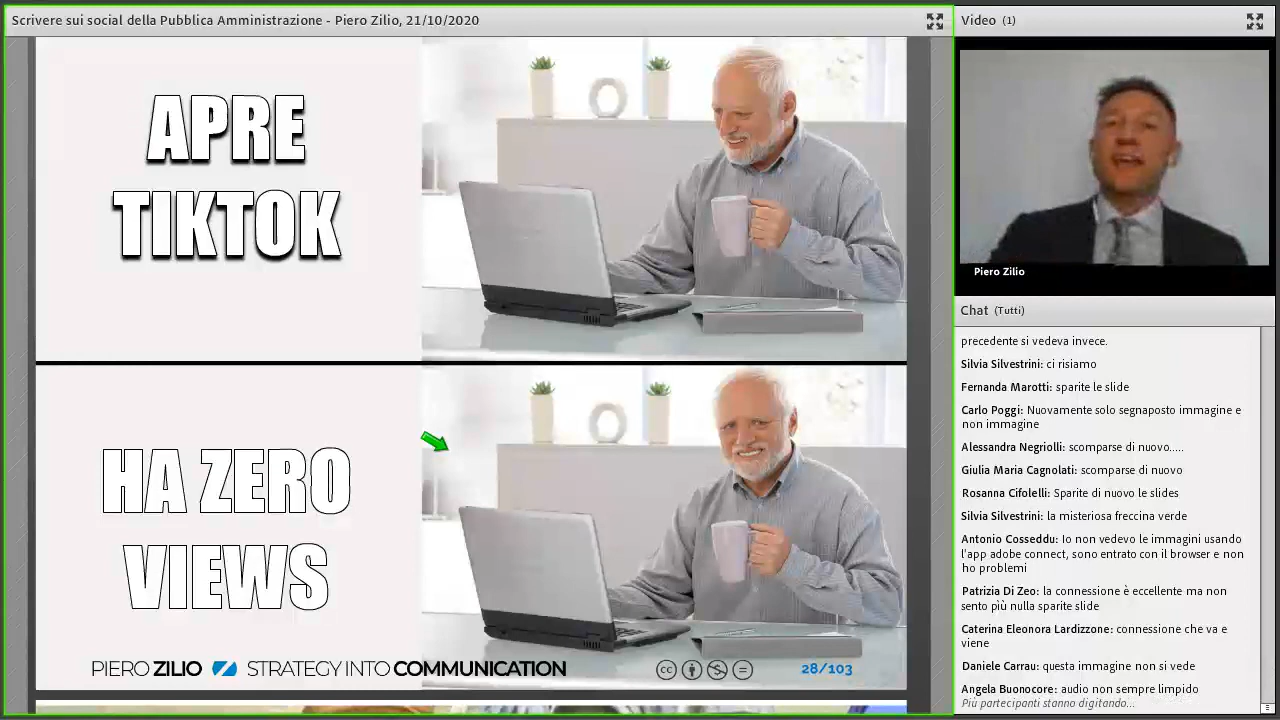 Scrivere sui social della Pubblica Amministrazione - Piero Zilio, 21/10/2020
APRE
TIKTOK
HA ZERO
VIEWS
PIERO ZILIO STRATEGY INTO COMMUNICATION
cc
28/103
Video (1)
Piero Zilio
Chat (Tutti)
precedente si vedeva invece.
Silvia Silvestrini: ci risiamo
Fernanda Marotti: sparite le slide
Carlo Poggi: Nuovamente solo segnaposto immagine e
non immagine
Alessandra Negriolli: scomparse di nuovo....
Giulia Maria Cagnolati: scomparse di nuovo
Rosanna Cifolelli: Sparite di nuovo le slides
Silvia Silvestrini: la misteriosa freccina verde
Antonio Cosseddu: Io non vedevo le immagini usando
l'app adobe connect, sono entrato con il browser e non
ho problemi
Patrizia Di Zeo: la connessione è eccellente ma non
sento pìù nulla sparite slide
Caterina Eleonora Lardizzone: connessione che va e
viene
Daniele Carrau: questa immagine non si vede
Angela Buonocore: audio non sempre limpido
Più partecipanti stanno digitando...